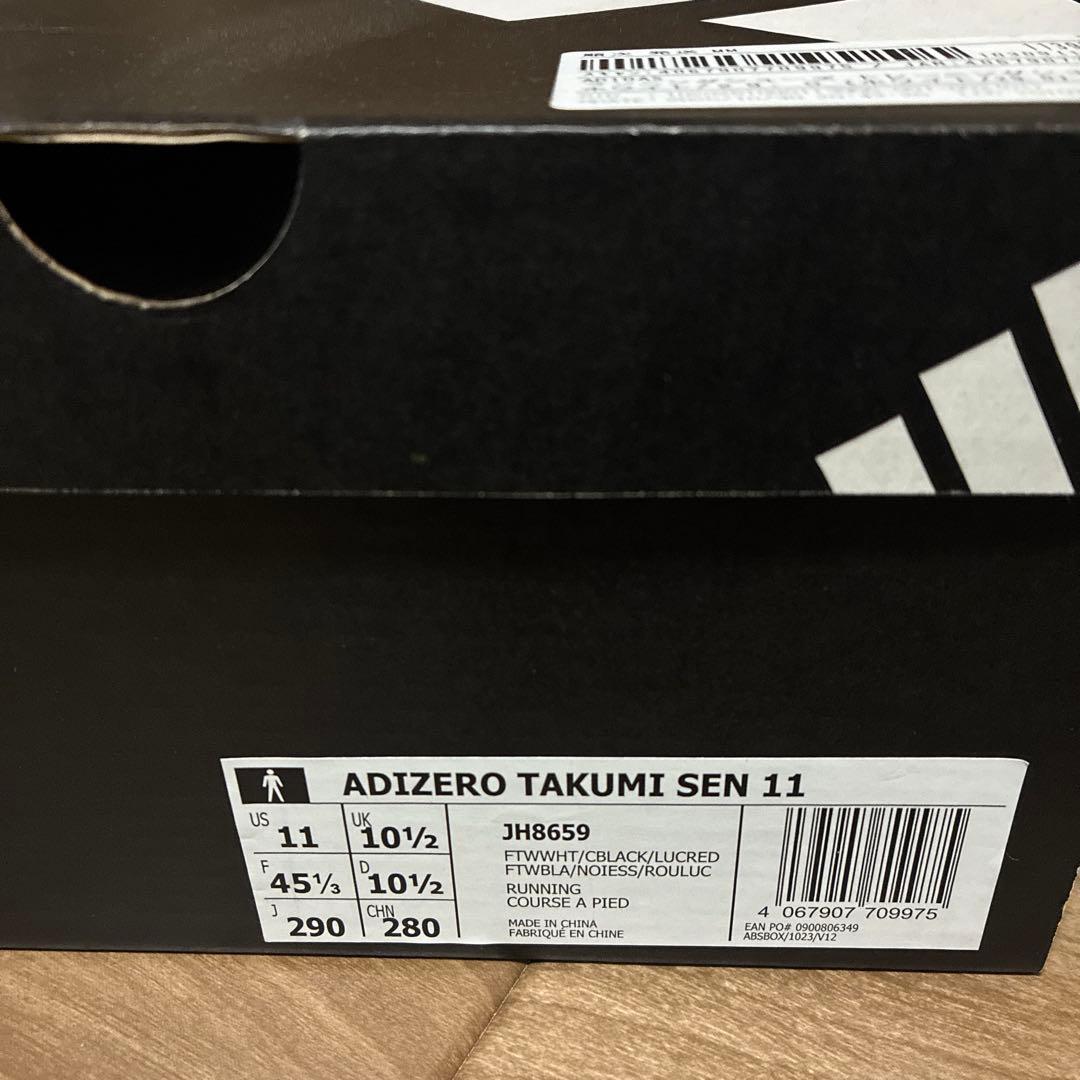 ADIZERO TAKUMI SEN 11
US 11
UK 10½
F 45⅓
D 10½
J 290
CHN 280
JH8659
FTWWHT/CBLACK/LUCRED
FTWBLA/NOIESS/ROULUC
RUNNING
COURSE A PIED
MADE IN CHINA
FABRIQUÉ EN CHINE
4 067907 709975
EAN PO# 0900806349
ABSBOX/1023/V12